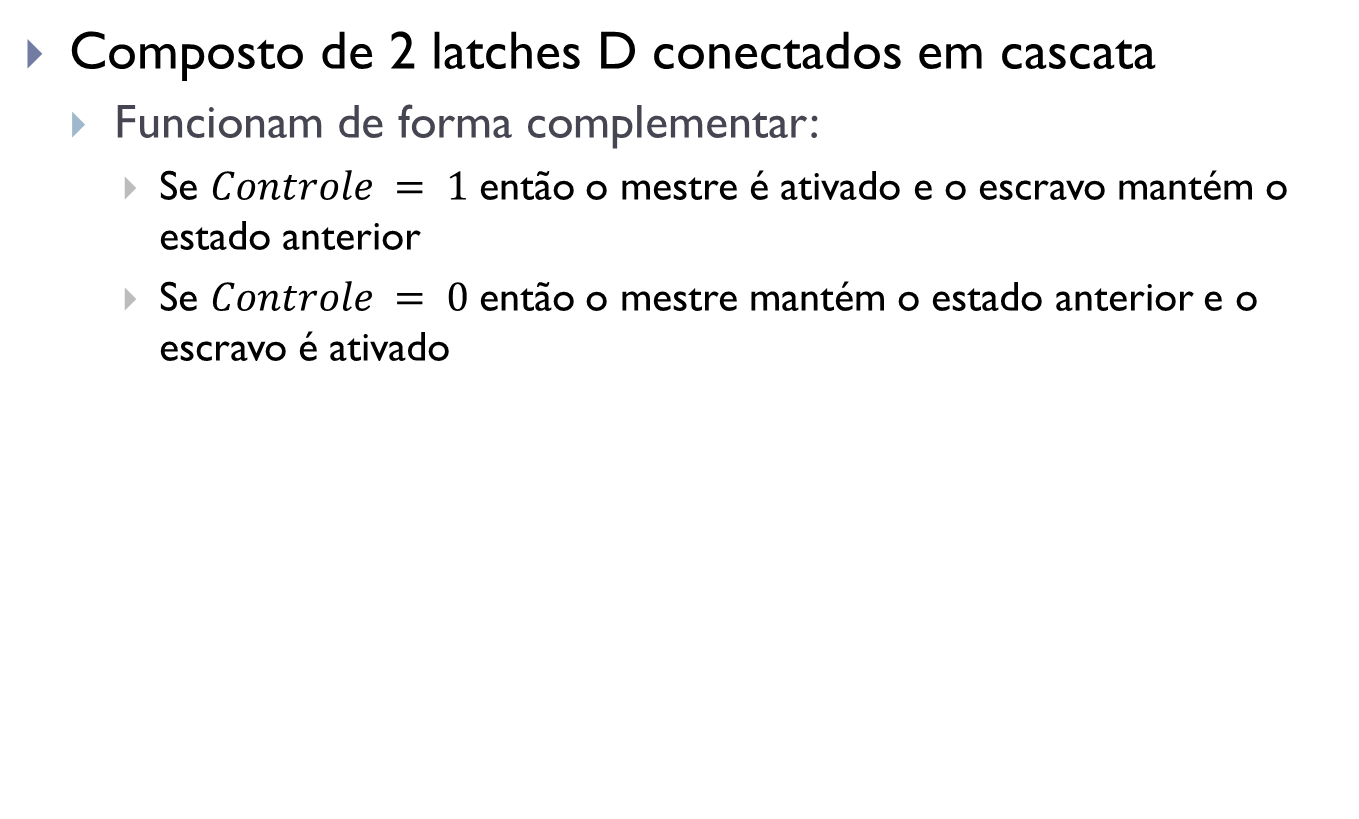 Composto de 2 latches D conectados em cascata
Funcionam de forma complementar:
Se Controle = 1 então o mestre é ativado e o escravo mantém o
estado anterior
Se Controle = 0 então o mestre mantém o estado anterior e o
escravo é ativado